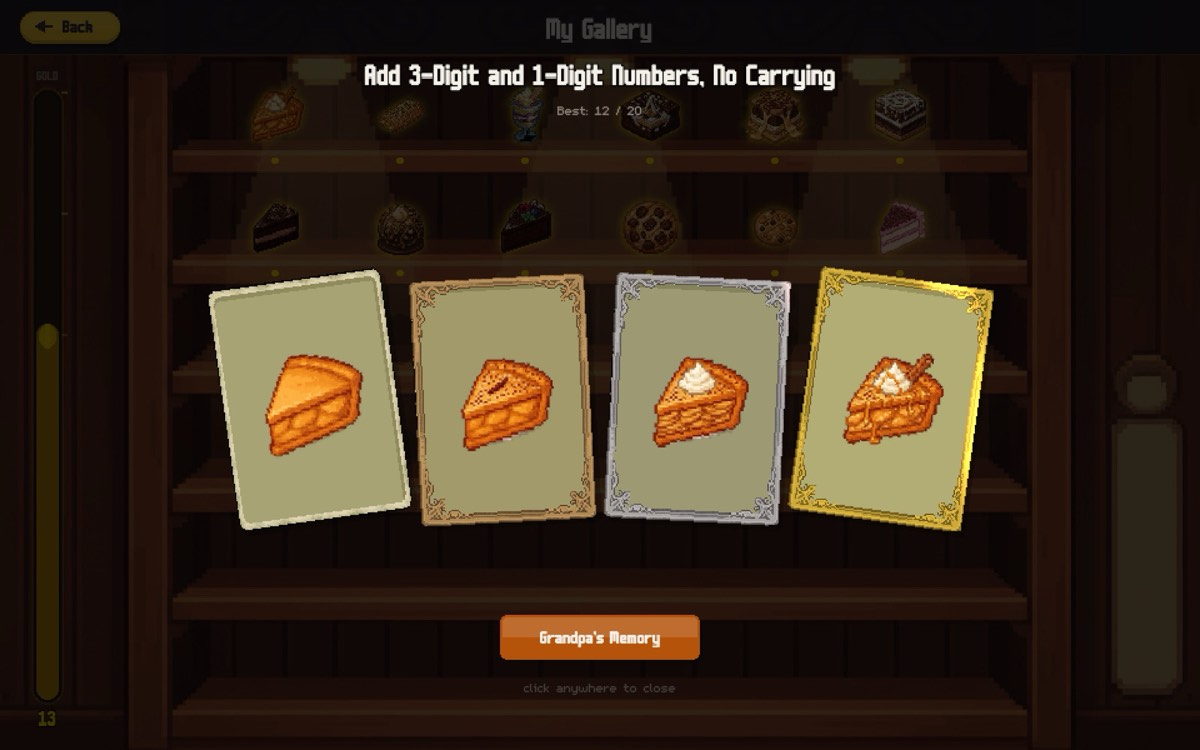 Back
My Gallery
GOLD
Add 3-Digit and 1-Digit Numbers, No Carrying
Best: 12 / 20
Grandpa's Memory
click anywhere to close
13